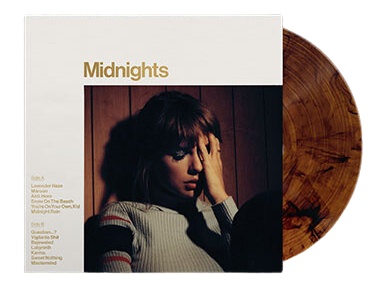 Midnights
Side A
Lavender Haze
Maroon
Anti-Hero
Snow On The Beach
You're On Your Own, Kid
Midnight Rain
Side B
Question...?
Vigilante Shit
Bejeweled
Labyrinth
Karma
Sweet Nothing
Mastermind